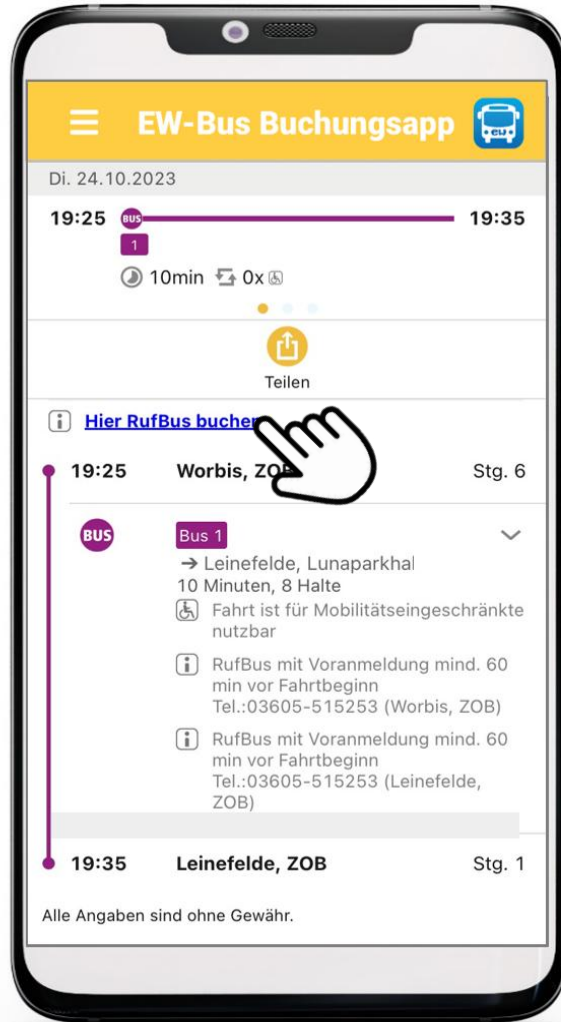 EW-Bus Buchungsapp
EW
Di. 24.10.2023
19:25 BUS 19:35
1
10min 0x
Teilen
Hier RufBus buchen
19:25 Worbis, ZOB Stg. 6
BUS Bus 1
→ Leinefelde, Lunaparkhal
10 Minuten, 8 Halte
Fahrt ist für Mobilitätseingeschränkte
nutzbar
i RufBus mit Voranmeldung mind. 60
min vor Fahrtbeginn
Tel.:03605-515253 (Worbis, ZOB)
i RufBus mit Voranmeldung mind. 60
min vor Fahrtbeginn
Tel.:03605-515253 (Leinefelde,
ZOB)
19:35 Leinefelde, ZOB Stg. 1
Alle Angaben sind ohne Gewähr.